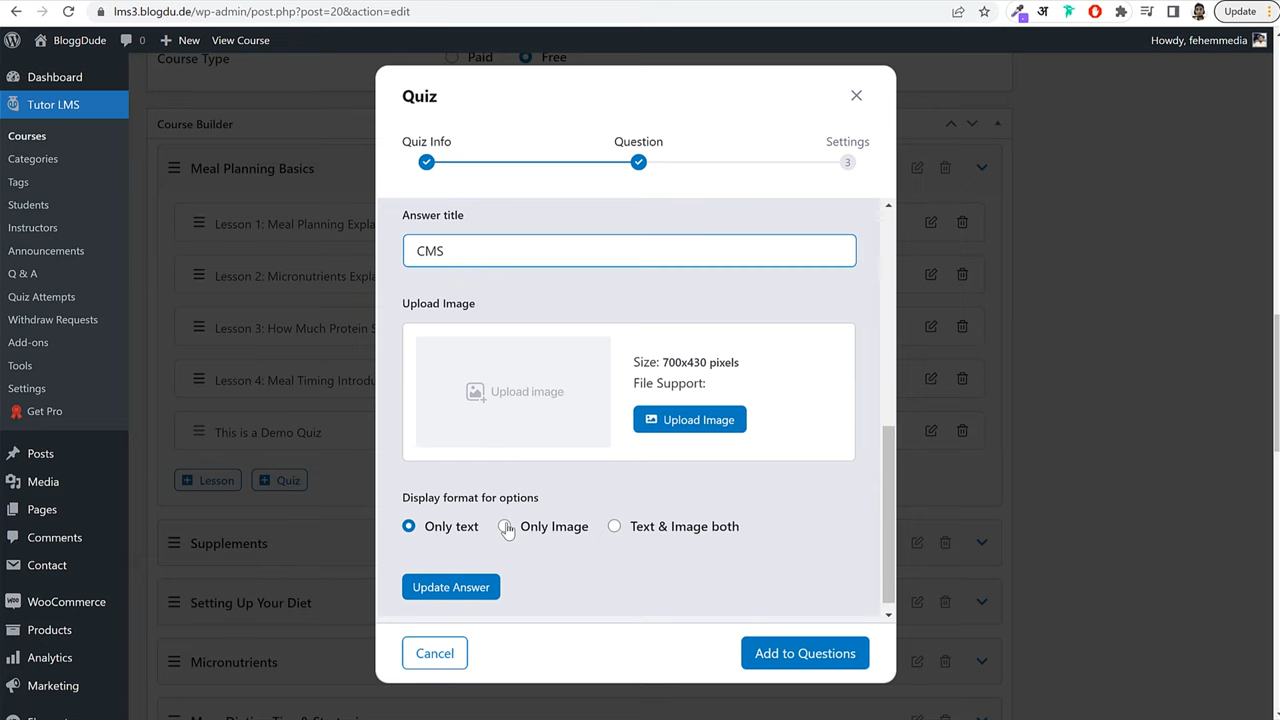 lms3.blogdu.de/wp-admin/post.php?post=20&action=edit
अ
Update
BloggDude
0
New
View Course
Howdy, fehemmedia
Dashboard
Tutor LMS
Courses
Categories
Tags
Students
Instructors
Announcements
Q & A
Quiz Attempts
Withdraw Requests
Add-ons
Tools
Settings
Get Pro
Posts
Media
Pages
Comments
Contact
WooCommerce
Products
Analytics
Marketing
Course Type
Paid
Free
Course Builder
Meal Planning Basics
Lesson 1: Meal Planning Expla
Lesson 2: Micronutrients Expla
Lesson 3: How Much Protein S
Lesson 4: Meal Timing Introdu
This is a Demo Quiz
Lesson
Quiz
Supplements
Setting Up Your Diet
Micronutrients
Quiz
Quiz Info
Question
Settings
3
Answer title
CMS
Upload Image
Upload image
Size: 700x430 pixels
File Support:
Upload Image
Display format for options
Only text
Only Image
Text & Image both
Update Answer
Cancel
Add to Questions